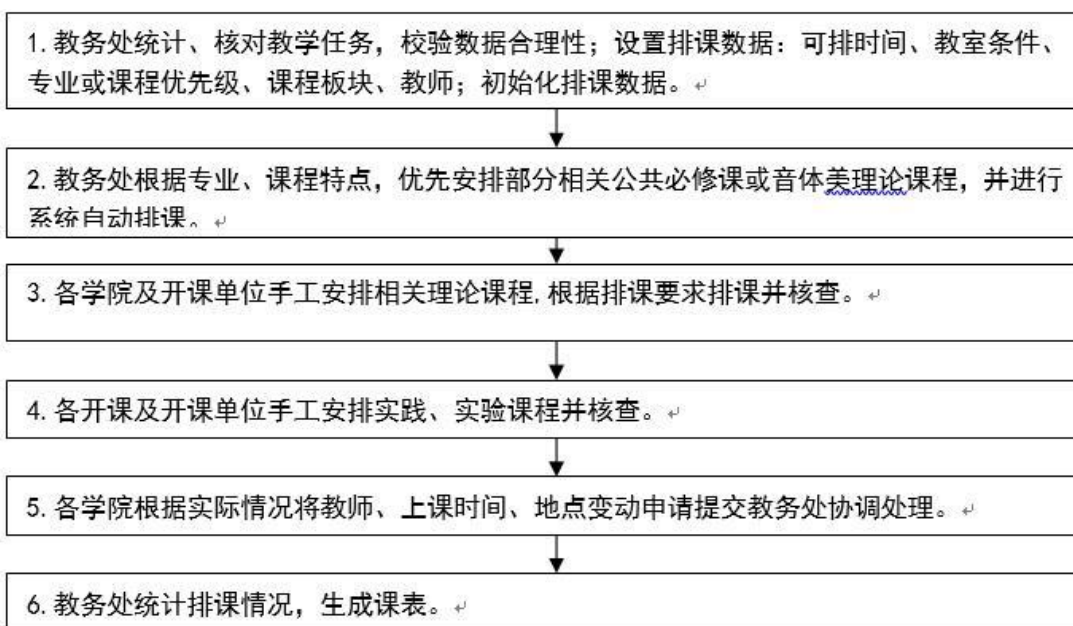 1. 教务处统计、核对教学任务，校验数据合理性；设置排课数据：可排时间、教室条件、
专业或课程优先级、课程板块、教师；初始化排课数据。
2. 教务处根据专业、课程特点，优先安排部分相关公共必修课或音体美理论课程，并进行
系统自动排课。
3. 各学院及开课单位手工安排相关理论课程,根据排课要求排课并核查。
4. 各开课及开课单位手工安排实践、实验课程并核查。
5. 各学院根据实际情况将教师、上课时间、地点变动申请提交教务处协调处理。
6. 教务处统计排课情况，生成课表。